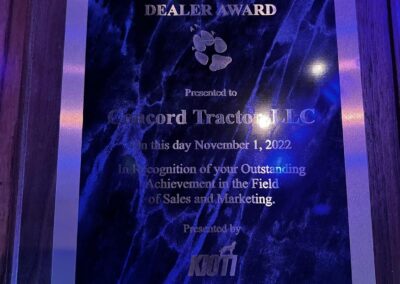 DEALER AWARD
Presented to
Concord Tractor LLC
On this day November 1, 2022
In Recognition of your Outstanding
Achievement in the Field
of Sales and Marketing.
Presented by
KIOTI